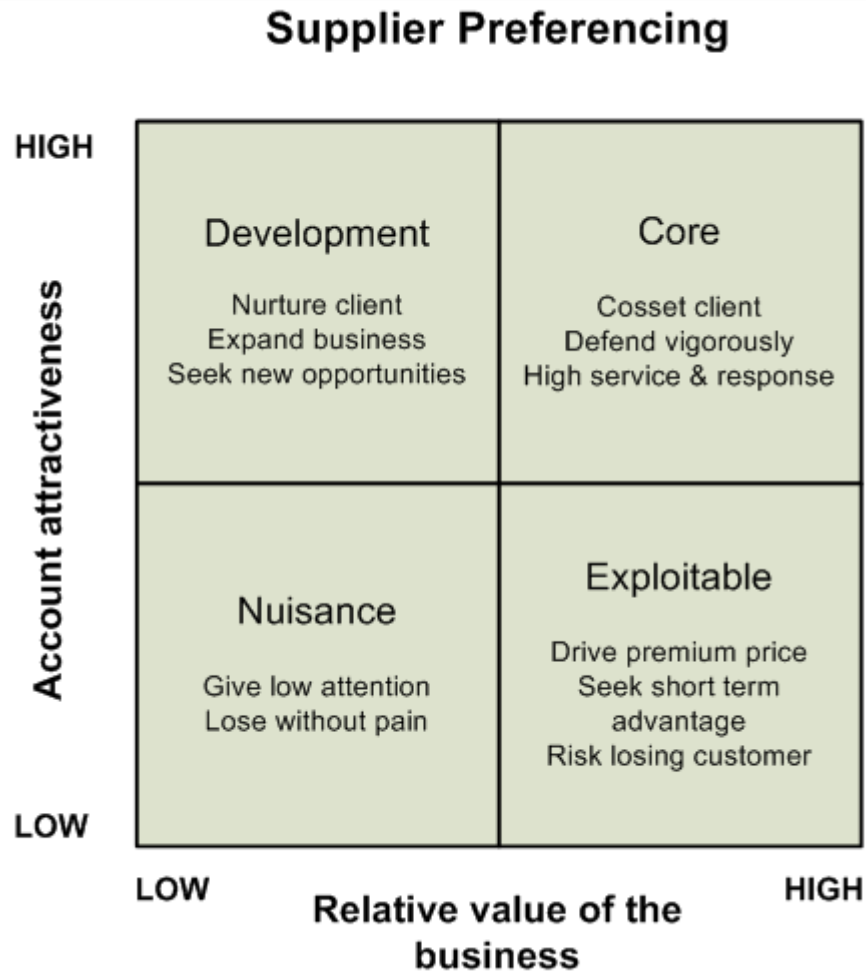 Supplier Preferencing
HIGH
Development
Nurture client
Expand business
Seek new opportunities
Core
Cosset client
Defend vigorously
High service & response
Account attractiveness
Nuisance
Give low attention
Lose without pain
Exploitable
Drive premium price
Seek short term
advantage
Risk losing customer
LOW
LOW
HIGH
Relative value of the
business